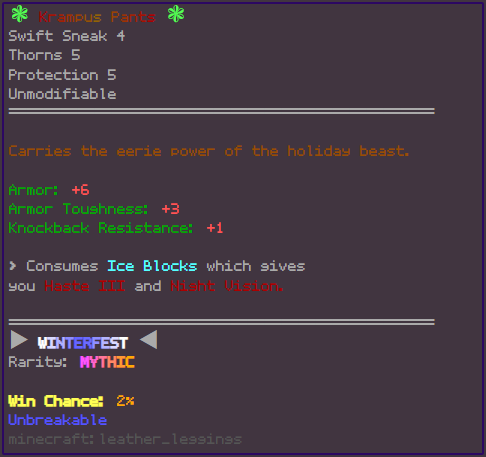 ❃ Krampus Pants ❃
Swift Sneak 4
Thorns 5
Protection 5
Unmodifiable
Carries the eerie power of the holiday beast.
Armor: +6
Armor Toughness: +3
Knockback Resistance: +1
> Consumes Ice Blocks which gives
you Haste III and Night Vision.
▶ WINTERFEST ◀
Rarity: MYTHIC
Win Chance: 2%
Unbreakable
minecraft:leather_leggings